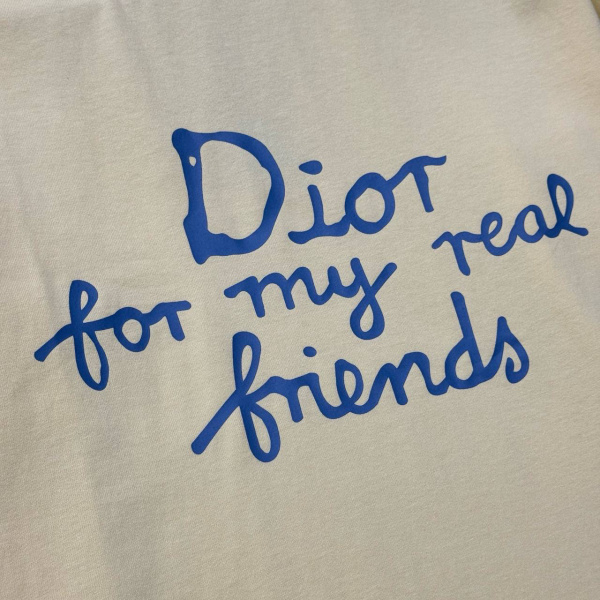 Dior
for my real
friends